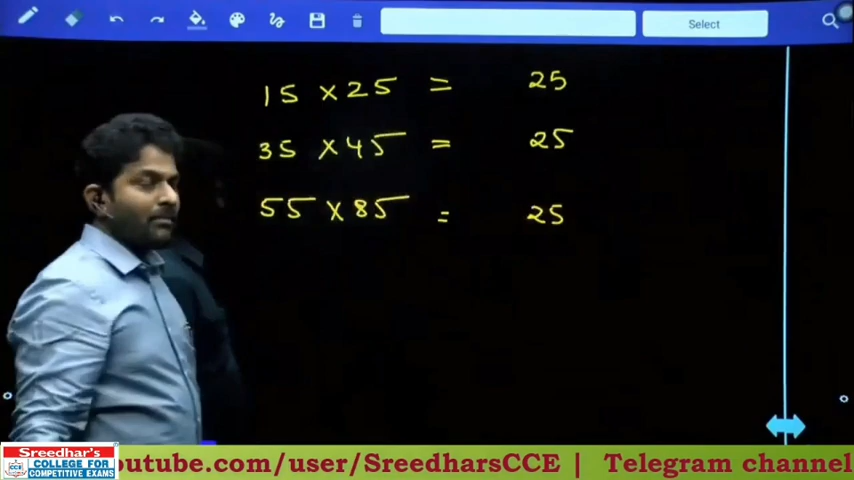 Select
15 × 25 = 25
35 × 45 = 25
55 × 85 = 25
Sreedhar's
CCE
COLLEGE FOR
COMPETITIVE EXAMS
outube.com/user/SreedharsCCE | Telegram channel